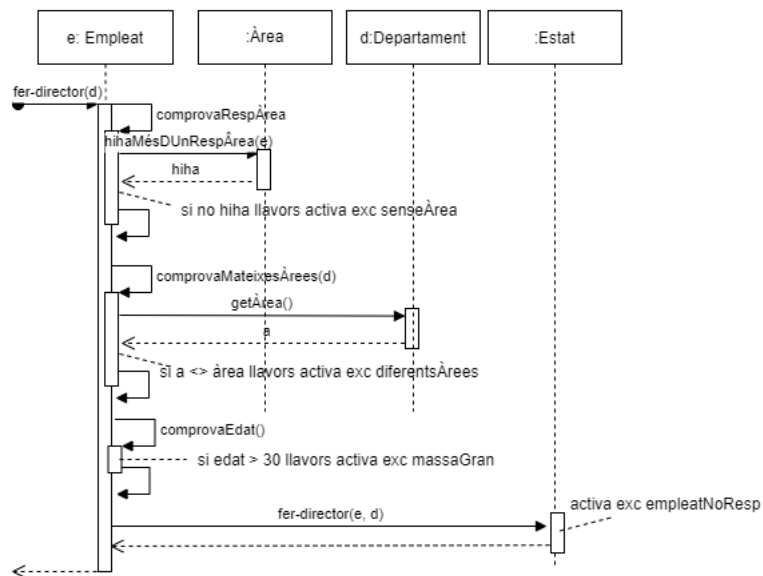 e: Empleat
:Àrea
d:Departament
:Estat
fer-director(d)
comprovaRespÀrea
hihaMésDUnRespÂrea(e)
hiha
si no hiha llavors activa exc senseÀrea
comprovaMateixesÀrees(d)
getÀrea()
a
si a <> àrea llavors activa exc diferentsÀrees
comprovaEdat()
si edat > 30 llavors activa exc massaGran
activa exc empleatNoResp
fer-director(e, d)